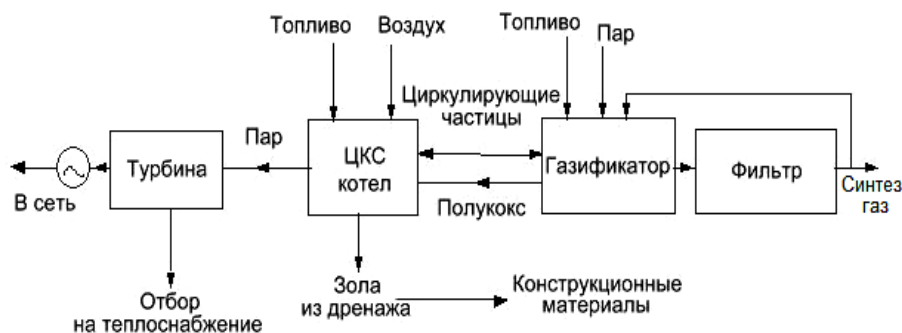 Топливо
Воздух
Топливо
Пар
Циркулирующие
частицы
Пар
ЦКС
котел
Турбина
Газификатор
Фильтр
В сеть
Полукокс
Синтез
газ
Отбор
на теплоснабжение
Зола
из дренажа
Конструкционные
материалы